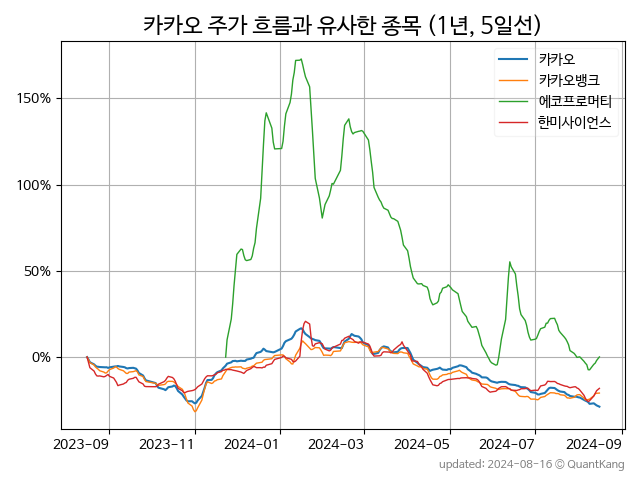 카카오 주가 흐름과 유사한 종목 (1년, 5일선)
카카오
카카오뱅크
에코프로머티
한미사이언스
150%
100%
50%
0%
2023-09 2023-11 2024-01 2024-03 2024-05 2024-07 2024-09
updated: 2024-08-16 © QuantKang